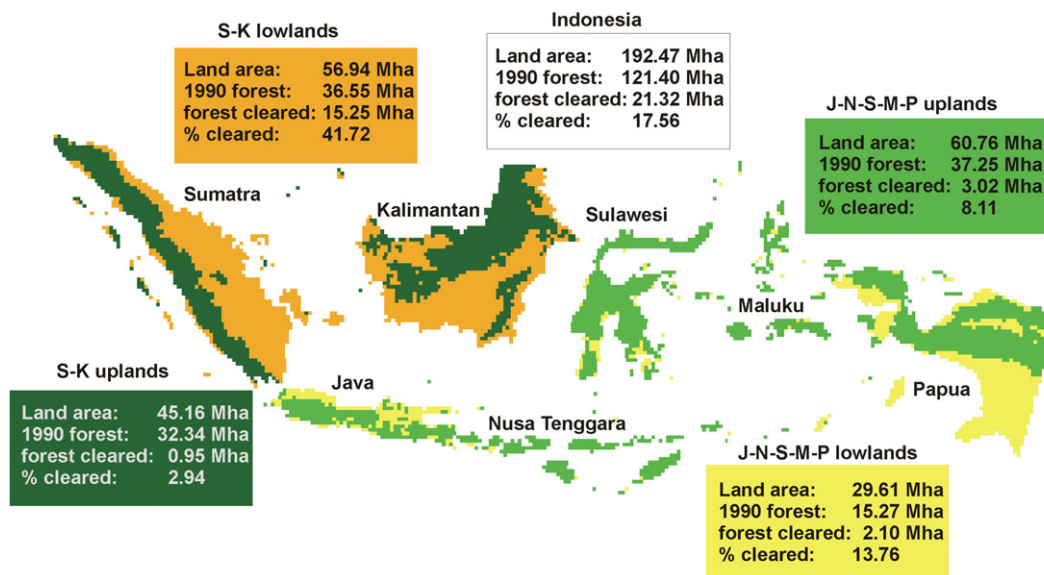 S-K lowlands
Land area: 56.94 Mha
1990 forest: 36.55 Mha
forest cleared: 15.25 Mha
% cleared: 41.72
Indonesia
Land area: 192.47 Mha
1990 forest: 121.40 Mha
forest cleared: 21.32 Mha
% cleared: 17.56
J-N-S-M-P uplands
Land area: 60.76 Mha
1990 forest: 37.25 Mha
forest cleared: 3.02 Mha
% cleared: 8.11
Sumatra
Kalimantan
Sulawesi
Maluku
Papua
Java
Nusa Tenggara
S-K uplands
Land area: 45.16 Mha
1990 forest: 32.34 Mha
forest cleared: 0.95 Mha
% cleared: 2.94
J-N-S-M-P lowlands
Land area: 29.61 Mha
1990 forest: 15.27 Mha
forest cleared: 2.10 Mha
% cleared: 13.76